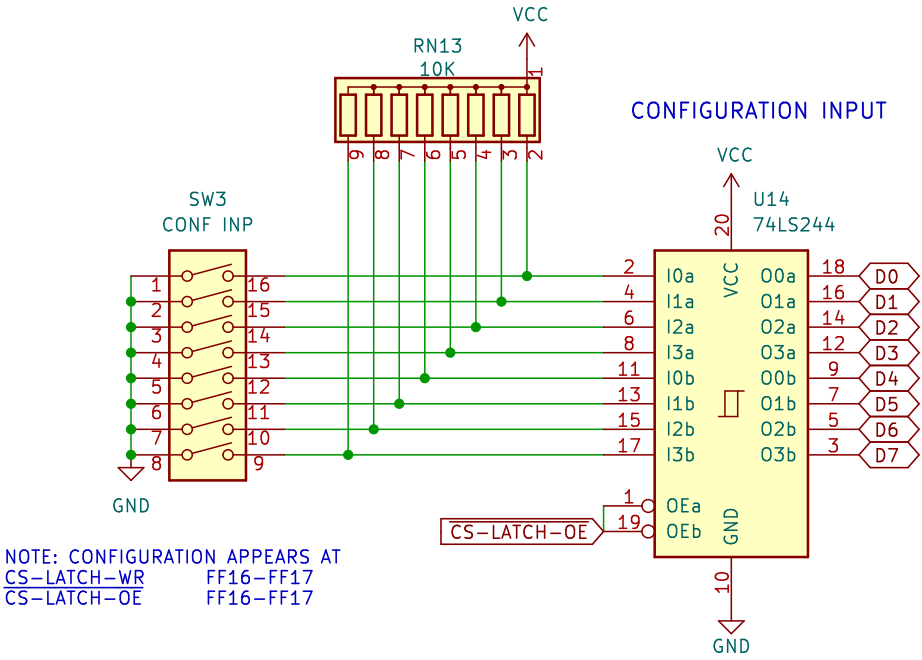 VCC
RN13
10K
1
9 8 7 6 5 4 3 2
CONFIGURATION INPUT
VCC
SW3
CONF INP
U14
74LS244
20
VCC
1 16
2 15
3 14
4 13
5 12
6 11
7 10
8 9
GND
2 I0a O0a 18 D0
4 I1a O1a 16 D1
6 I2a O2a 14 D2
8 I3a O3a 12 D3
11 I0b O0b 9 D4
13 I1b O1b 7 D5
15 I2b O2b 5 D6
17 I3b O3b 3 D7
1 OEa
CS-LATCH-OE 19 OEb
GND
10
GND
NOTE: CONFIGURATION APPEARS AT
CS-LATCH-WR FF16-FF17
CS-LATCH-OE FF16-FF17